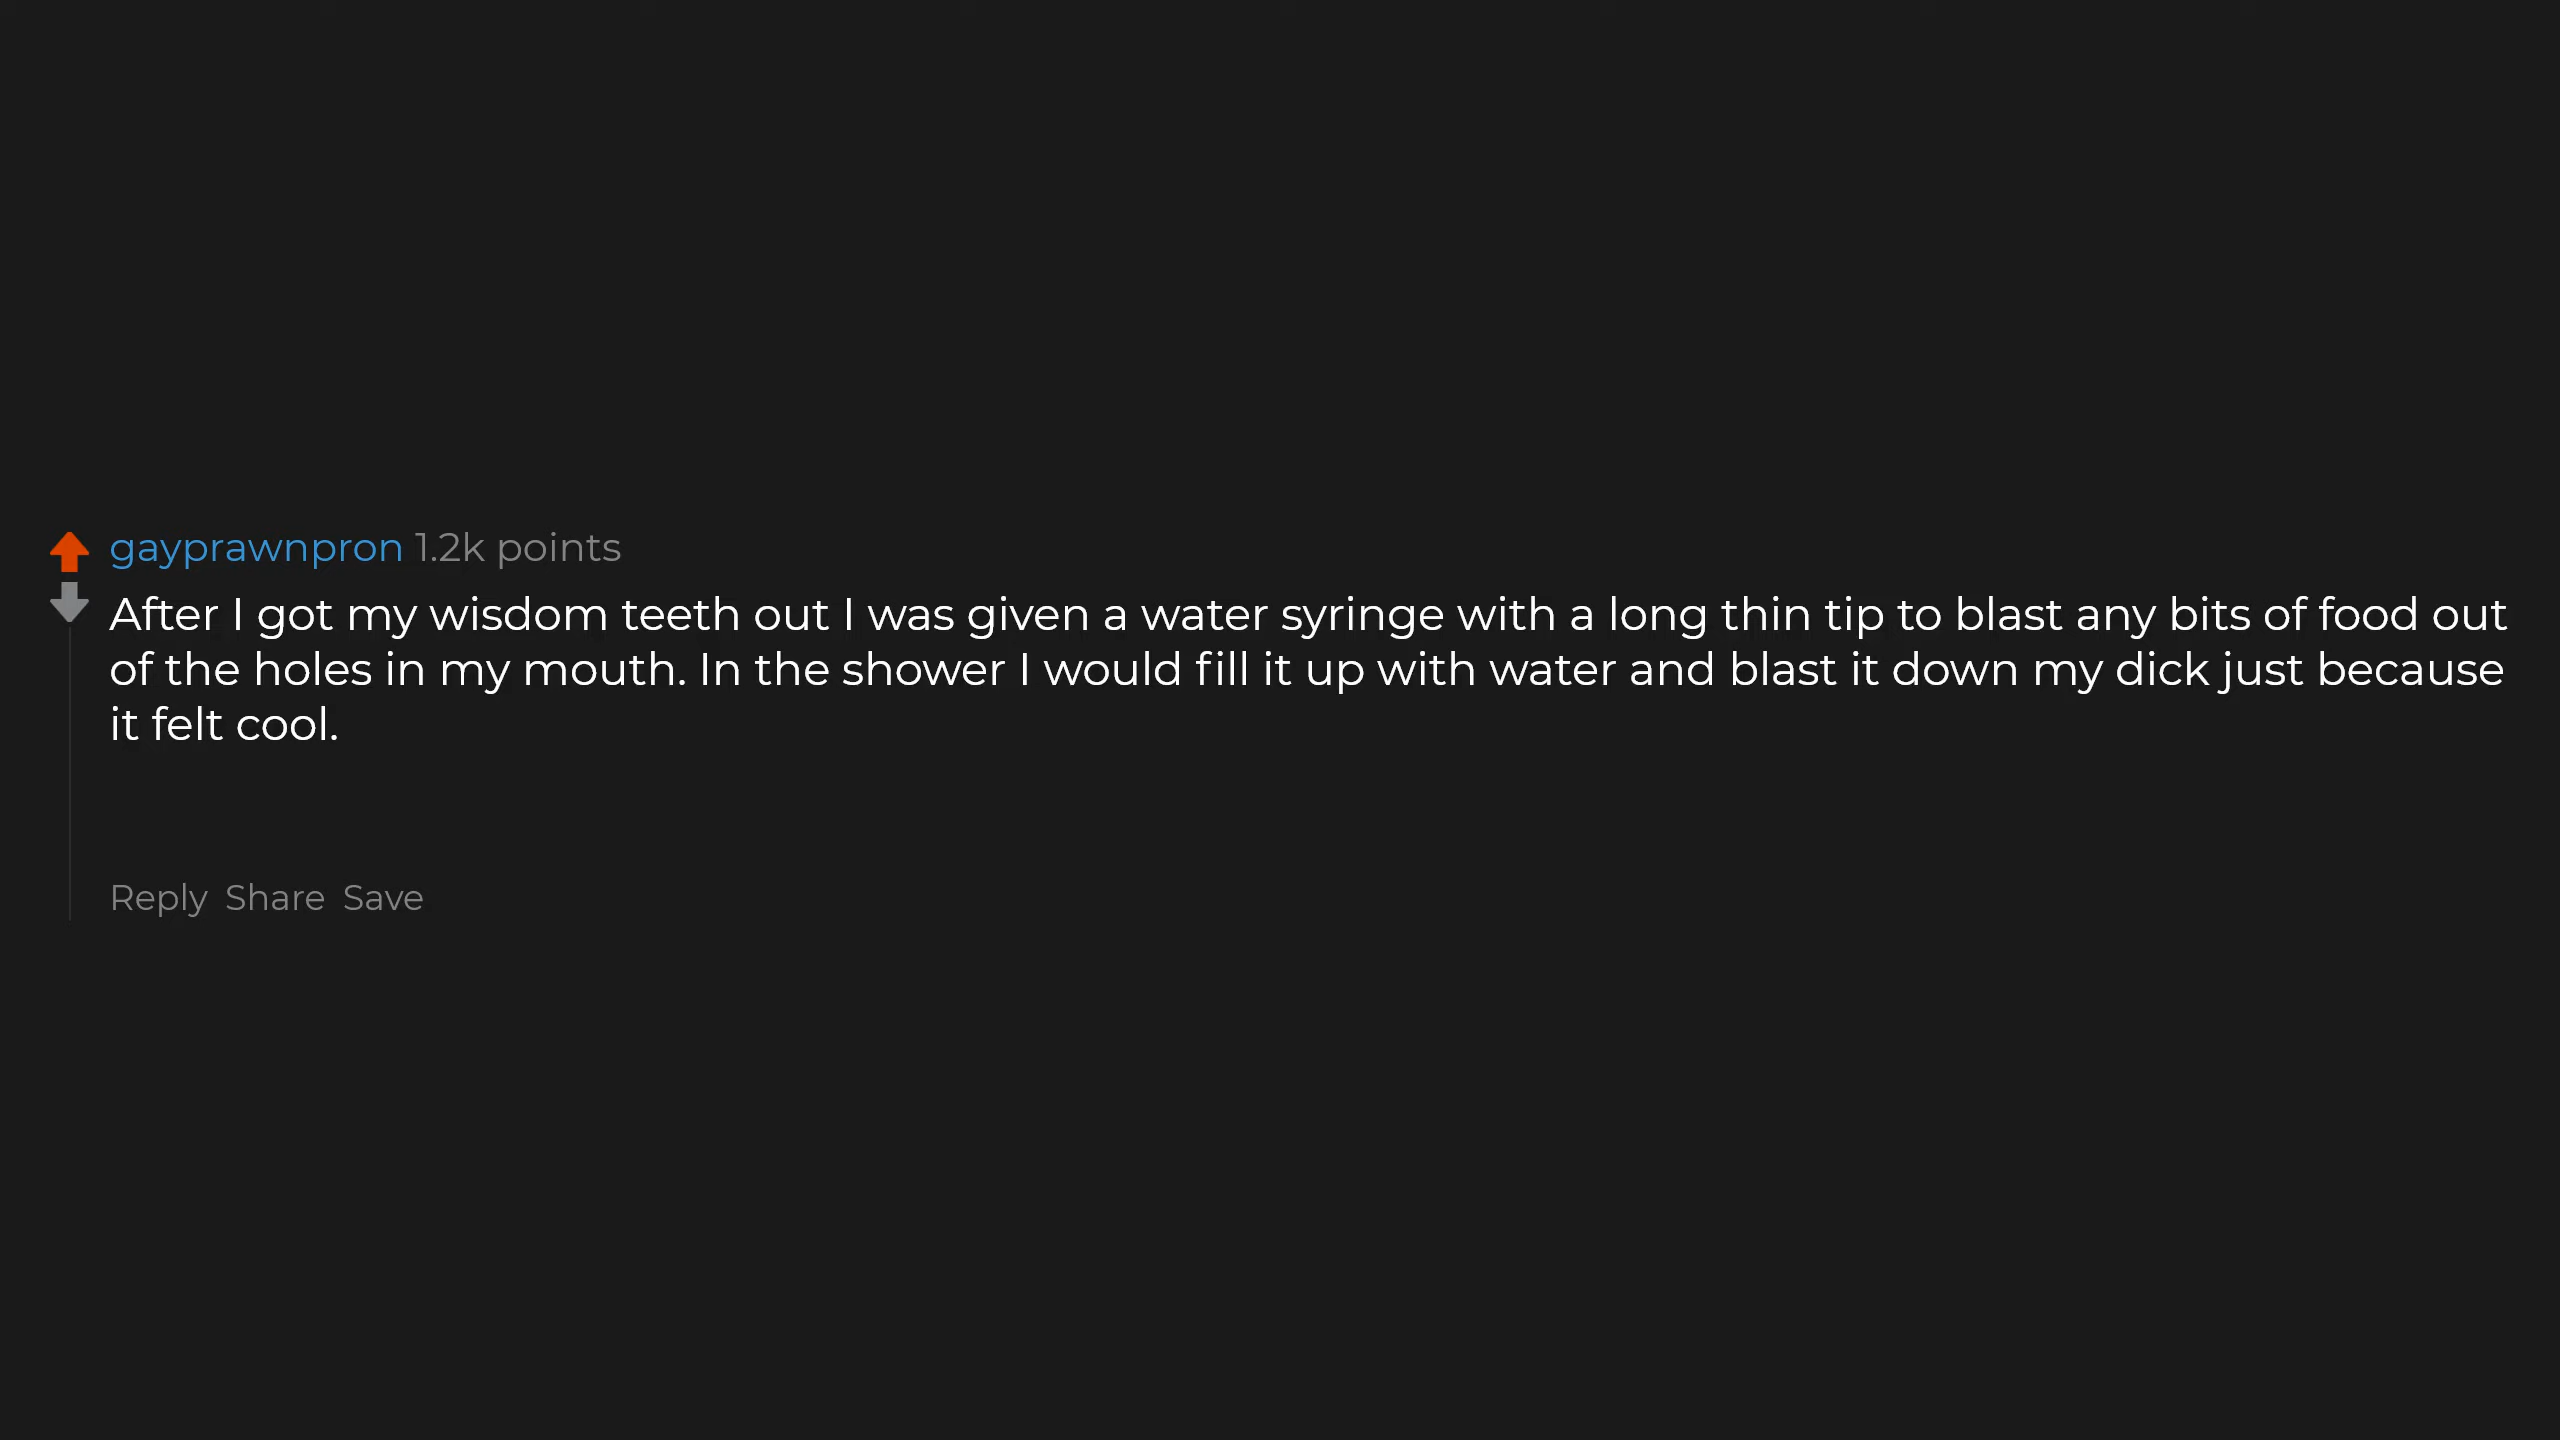 gayprawnpron 1.2k points
After I got my wisdom teeth out I was given a water syringe with a long thin tip to blast any bits of food out
of the holes in my mouth. In the shower I would fill it up with water and blast it down my dick just because
it felt cool.
Reply Share Save